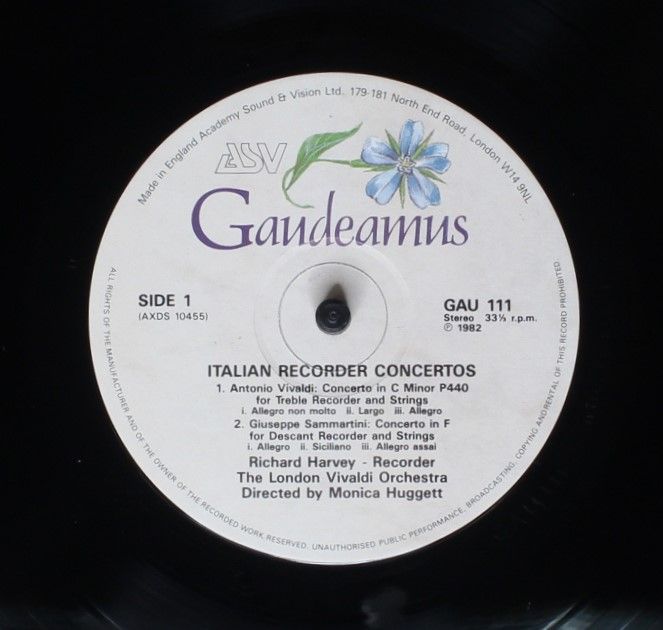 Made in England Academy Sound & Vision Ltd. 179-181 North End Road, London W14 9NL
ASV
Gaudeamus
SIDE 1
(AXDS 10455)
GAU 111
Stereo 33⅓ r.p.m.
℗ 1982
ITALIAN RECORDER CONCERTOS
1. Antonio Vivaldi: Concerto in C Minor P440
for Treble Recorder and Strings
i. Allegro non molto ii. Largo iii. Allegro
2. Giuseppe Sammartini: Concerto in F
for Descant Recorder and Strings
i. Allegro ii. Siciliano iii. Allegro assai
Richard Harvey - Recorder
The London Vivaldi Orchestra
Directed by Monica Huggett
ALL RIGHTS OF THE MANUFACTURER AND OF THE OWNER OF THE RECORDED WORK RESERVED. UNAUTHORISED PUBLIC PERFORMANCE, BROADCASTING, COPYING AND RENTAL OF THIS RECORD PROHIBITED